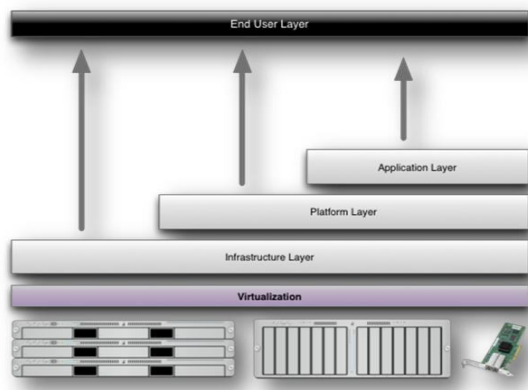 End User Layer
Application Layer
Platform Layer
Infrastructure Layer
Virtualization